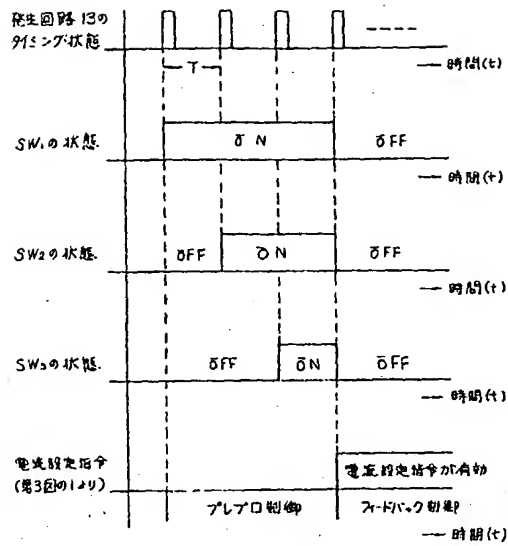 発生回路13の
タイミング状態
T
時間(t)
SW₁の状態.
ON
OFF
時間(t)
SW₂の状態.
OFF
ON
OFF
時間(t)
SW₃の状態.
OFF
ON
OFF
時間(t)
電流設定指令
(第3図の1より)
電流設定指令が有効
プレプロ制御
フィードバック制御
時間(t)